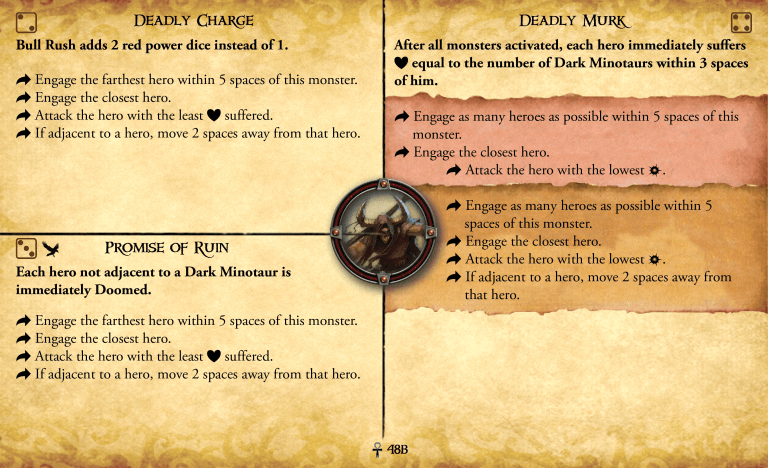 Deadly Charge
Bull Rush adds 2 red power dice instead of 1.
Engage the farthest hero within 5 spaces of this monster.
Engage the closest hero.
Attack the hero with the least ♥ suffered.
If adjacent to a hero, move 2 spaces away from that hero.
Promise of Ruin
Each hero not adjacent to a Dark Minotaur is
immediately Doomed.
Engage the farthest hero within 5 spaces of this monster.
Engage the closest hero.
Attack the hero with the least ♥ suffered.
If adjacent to a hero, move 2 spaces away from that hero.
Deadly Murk
After all monsters activated, each hero immediately suffers
♥ equal to the number of Dark Minotaurs within 3 spaces
of him.
Engage as many heroes as possible within 5 spaces of this
monster.
Engage the closest hero.
Attack the hero with the lowest .
Engage as many heroes as possible within 5
spaces of this monster.
Engage the closest hero.
Attack the hero with the lowest .
If adjacent to a hero, move 2 spaces away from
that hero.
48B